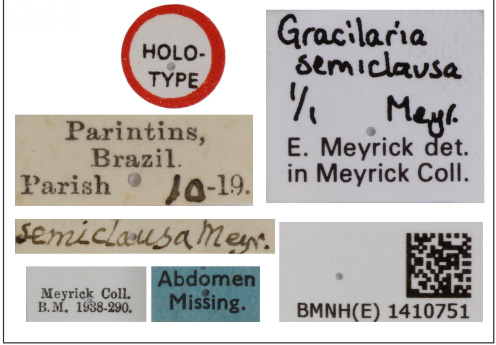 HOLO-
TYPE
Gracilaria
semiclausa
1/1 Meyr.
E. Meyrick det.
in Meyrick Coll.
Parintins,
Brazil.
Parish 10-19.
semiclausa Meyr.
Meyrick Coll.
B.M. 1938-290.
Abdomen
Missing.
BMNH(E) 1410751